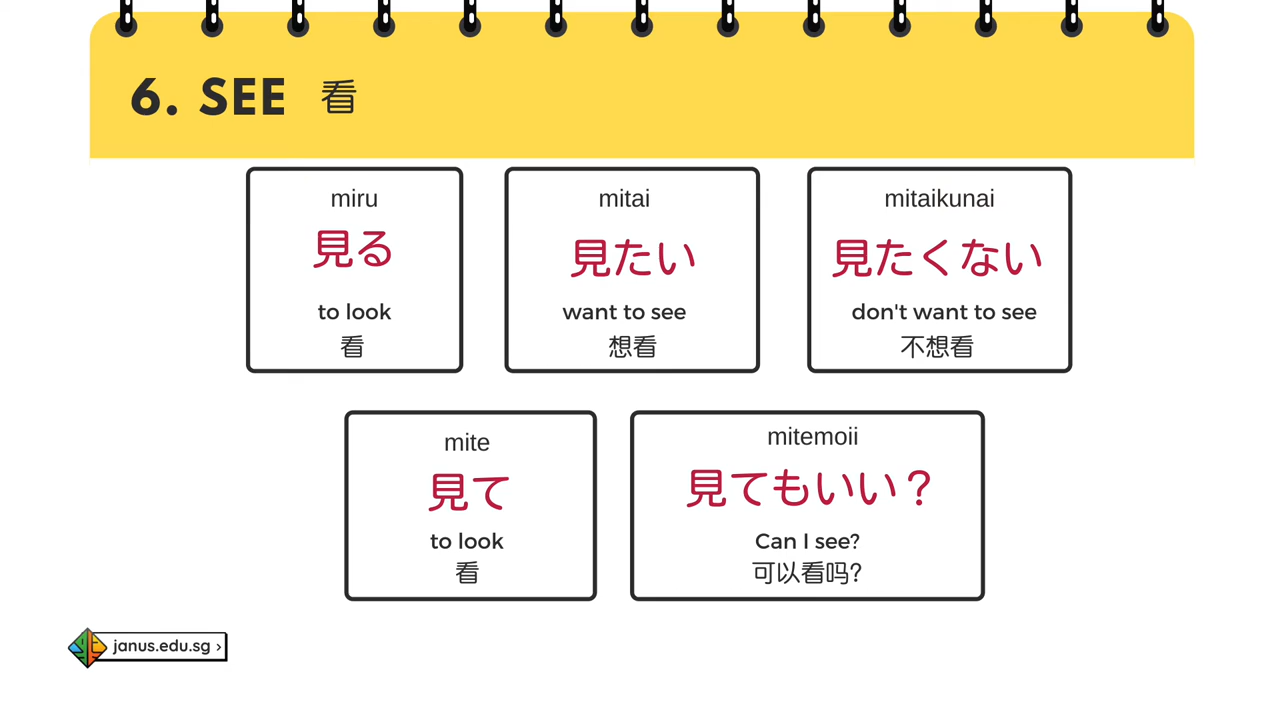 6. SEE 看
miru
見る
to look
看
mitai
見たい
want to see
想看
mitaikunai
見たくない
don't want to see
不想看
mite
見て
to look
看
mitemoii
見てもいい？
Can I see?
可以看吗?
janus.edu.sg ›